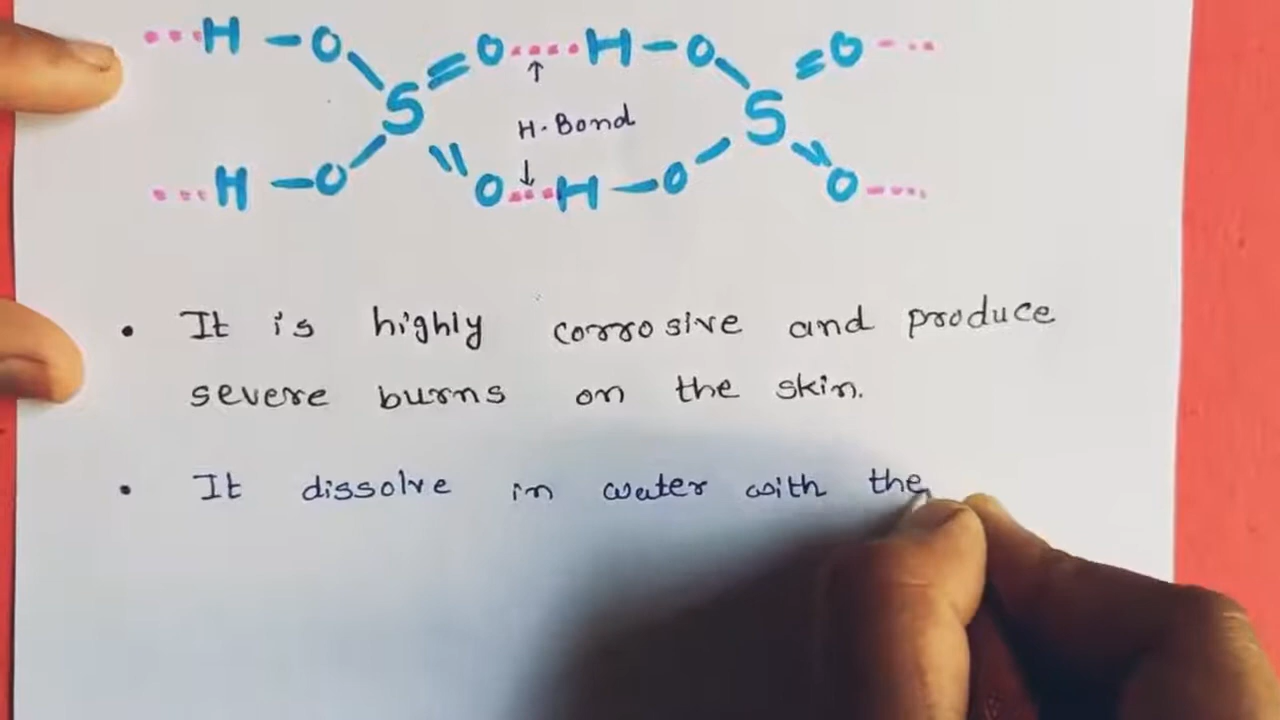 H - O O H - O O
S S
H - Bond
H - O O H - O O
• It is highly corrosive and produce
severe burns on the skin.
• It dissolve in water with the